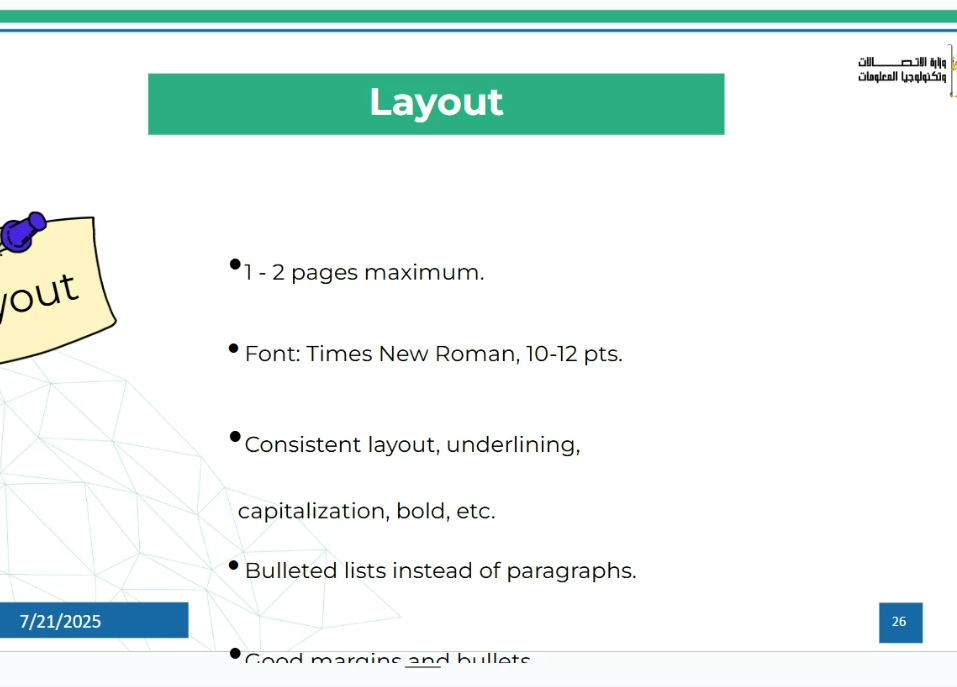 وزارة الاتصـــالات
وتكنولوجيا المعلومات
Layout
yout
1 - 2 pages maximum.
Font: Times New Roman, 10-12 pts.
Consistent layout, underlining,
capitalization, bold, etc.
Bulleted lists instead of paragraphs.
Good margins and bullets
7/21/2025
26